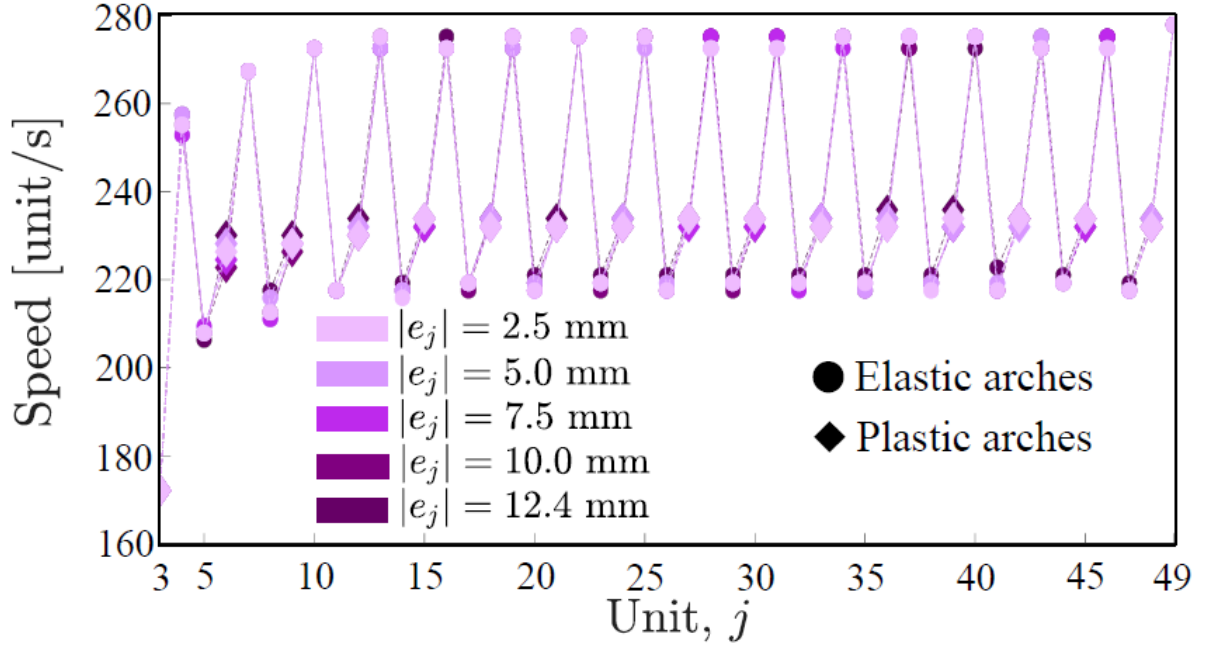 280
260
240
220
200
180
160
Speed [unit/s]
|e_j| = 2.5 mm
|e_j| = 5.0 mm
|e_j| = 7.5 mm
|e_j| = 10.0 mm
|e_j| = 12.4 mm
Elastic arches
Plastic arches
3 5 10 15 20 25 30 35 40 45 49
Unit, j